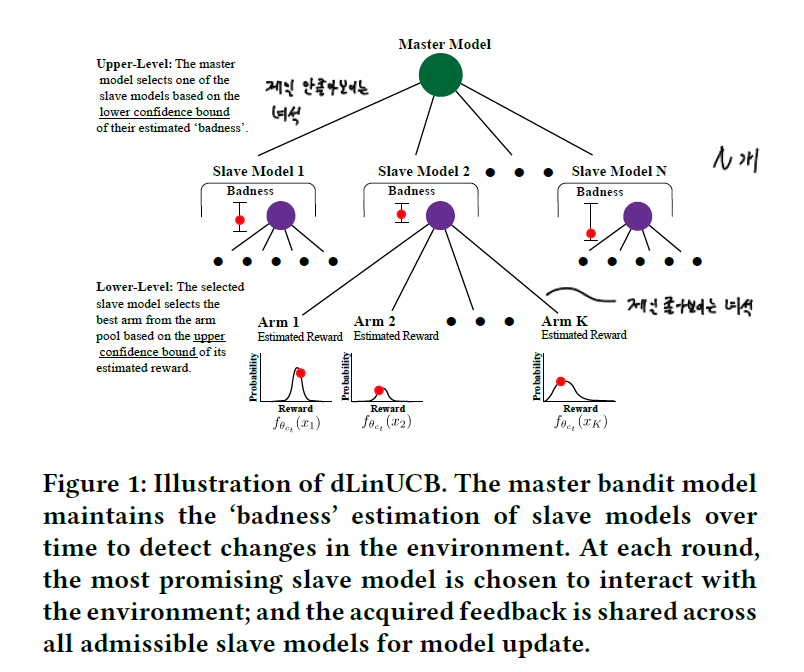 Master Model
Upper-Level: The master
model selects one of the
slave models based on the
lower confidence bound
of their estimated ‘badness’.
제일 안좋아보이는
녀석
N개
Slave Model 1
Slave Model 2
Slave Model N
Badness
Badness
Badness
Lower-Level: The selected
slave model selects the
best arm from the arm
pool based on the upper
confidence bound of its
estimated reward.
제일 좋아보이는 녀석
Arm 1
Estimated Reward
Arm 2
Estimated Reward
Arm K
Estimated Reward
Probability
Reward
f_{θ_{c_t}}(x_1)
Probability
Reward
f_{θ_{c_t}}(x_2)
Probability
Reward
f_{θ_{c_t}}(x_K)
Figure 1: Illustration of dLinUCB. The master bandit model
maintains the ‘badness’ estimation of slave models over
time to detect changes in the environment. At each round,
the most promising slave model is chosen to interact with
the environment; and the acquired feedback is shared across
all admissible slave models for model update.